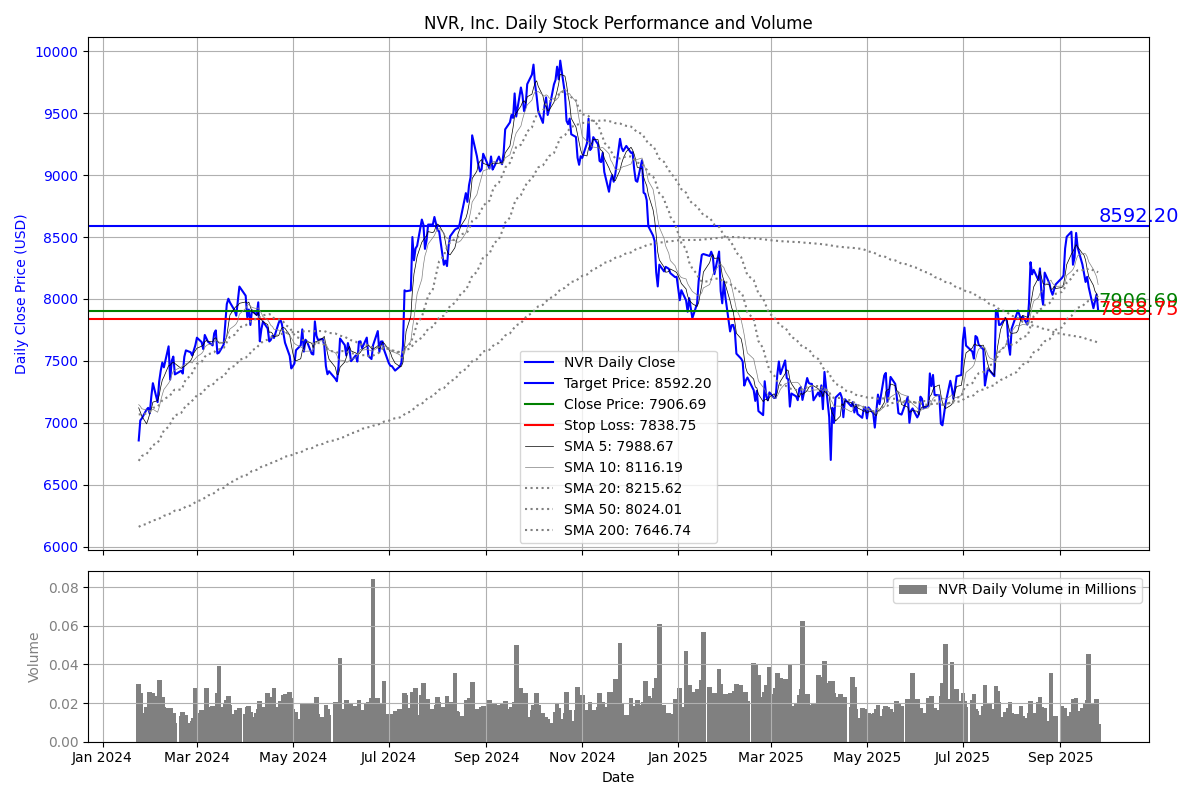 NVR, Inc. Daily Stock Performance and Volume
Daily Close Price (USD)
10000
9500
9000
8500
8000
7500
7000
6500
6000
8592.20
7906.69
7838.75
NVR Daily Close
Target Price: 8592.20
Close Price: 7906.69
Stop Loss: 7838.75
SMA 5: 7988.67
SMA 10: 8116.19
SMA 20: 8215.62
SMA 50: 8024.01
SMA 200: 7646.74
Volume
0.08
0.06
0.04
0.02
0.00
NVR Daily Volume in Millions
Jan 2024 Mar 2024 May 2024 Jul 2024 Sep 2024 Nov 2024 Jan 2025 Mar 2025 May 2025 Jul 2025 Sep 2025
Date